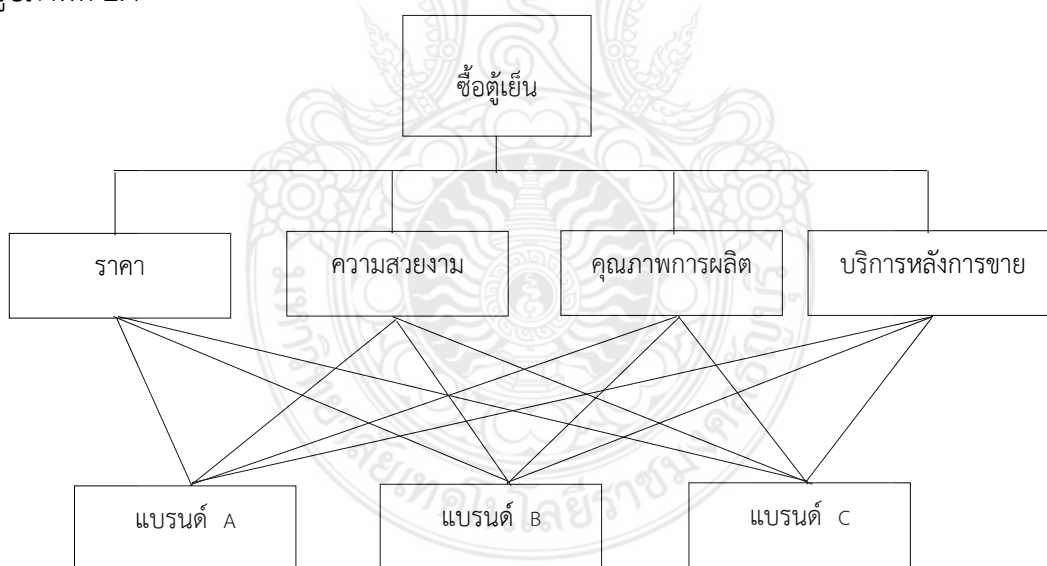 ซื้อตู้เย็น
ราคา
ความสวยงาม
คุณภาพการผลิต
บริการหลังการขาย
แบรนด์ A
แบรนด์ B
แบรนด์ C